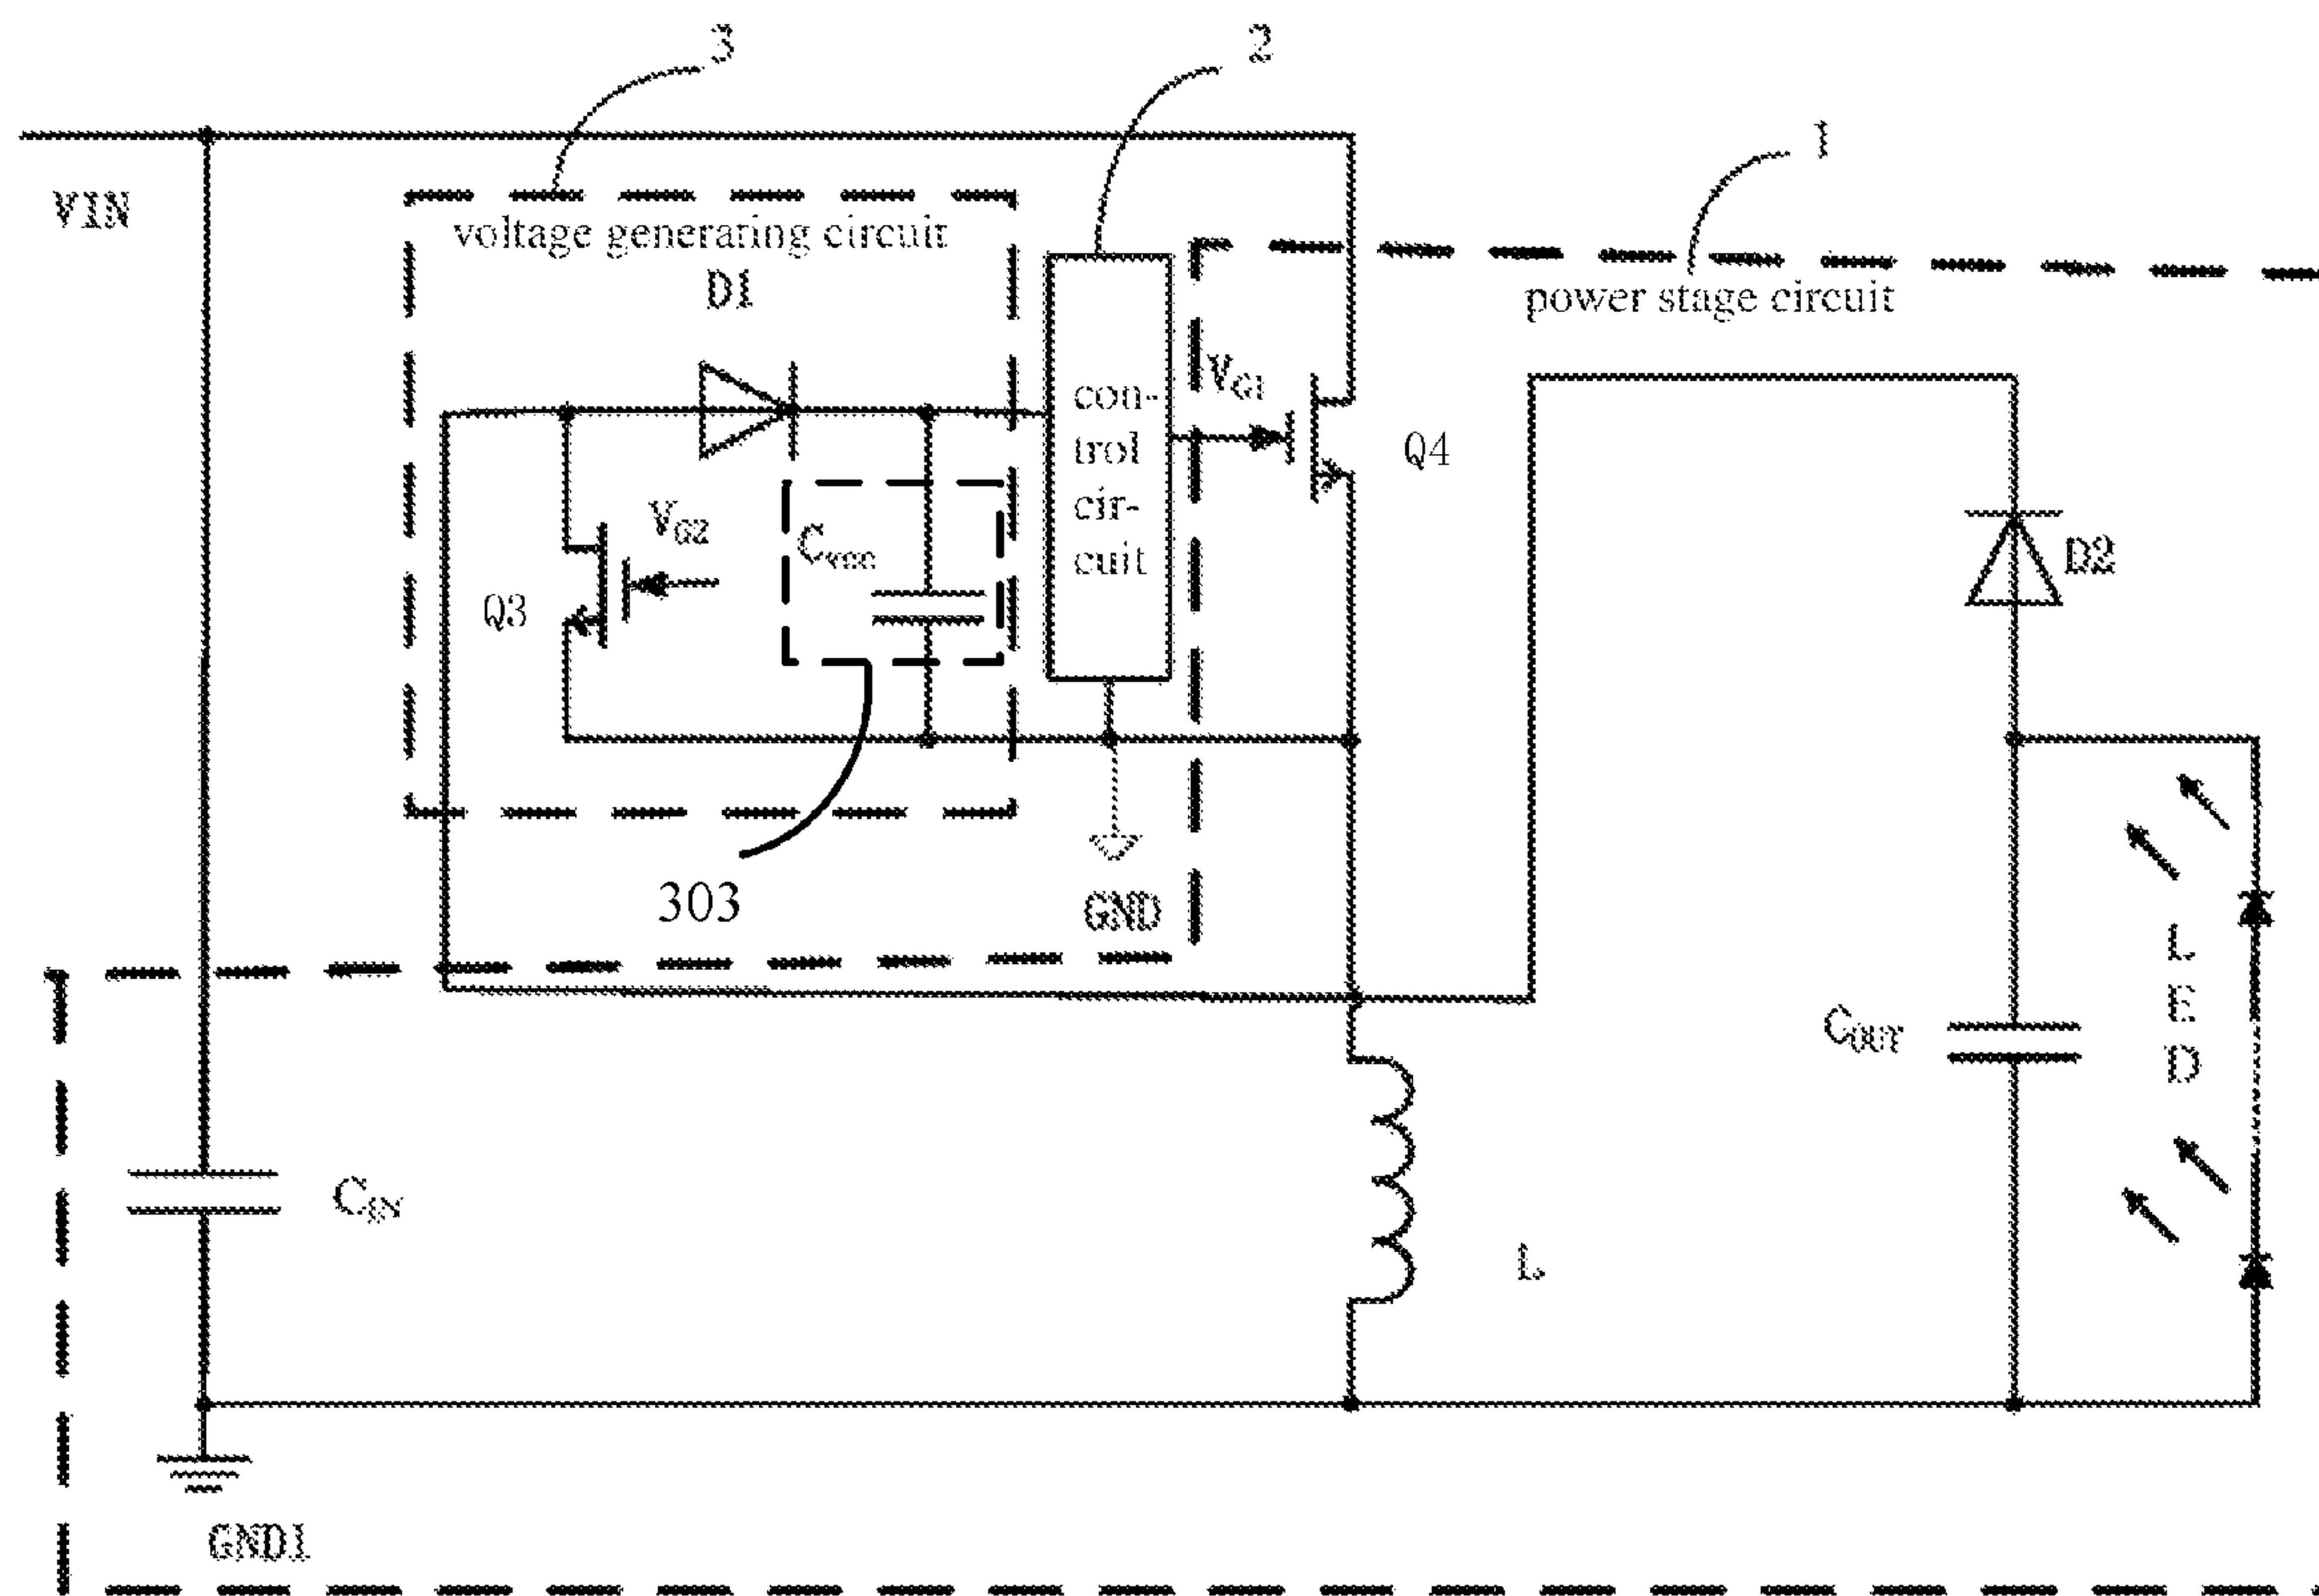 3
2
1
VIN
voltage generating circuit
D1
power stage circuit
V_G1
con-
trol
cir-
cuit
Q4
V_G2
C_vcc
Q3
D2
303
GND
L
E
D
C_OUT
C_IN
L
GND1